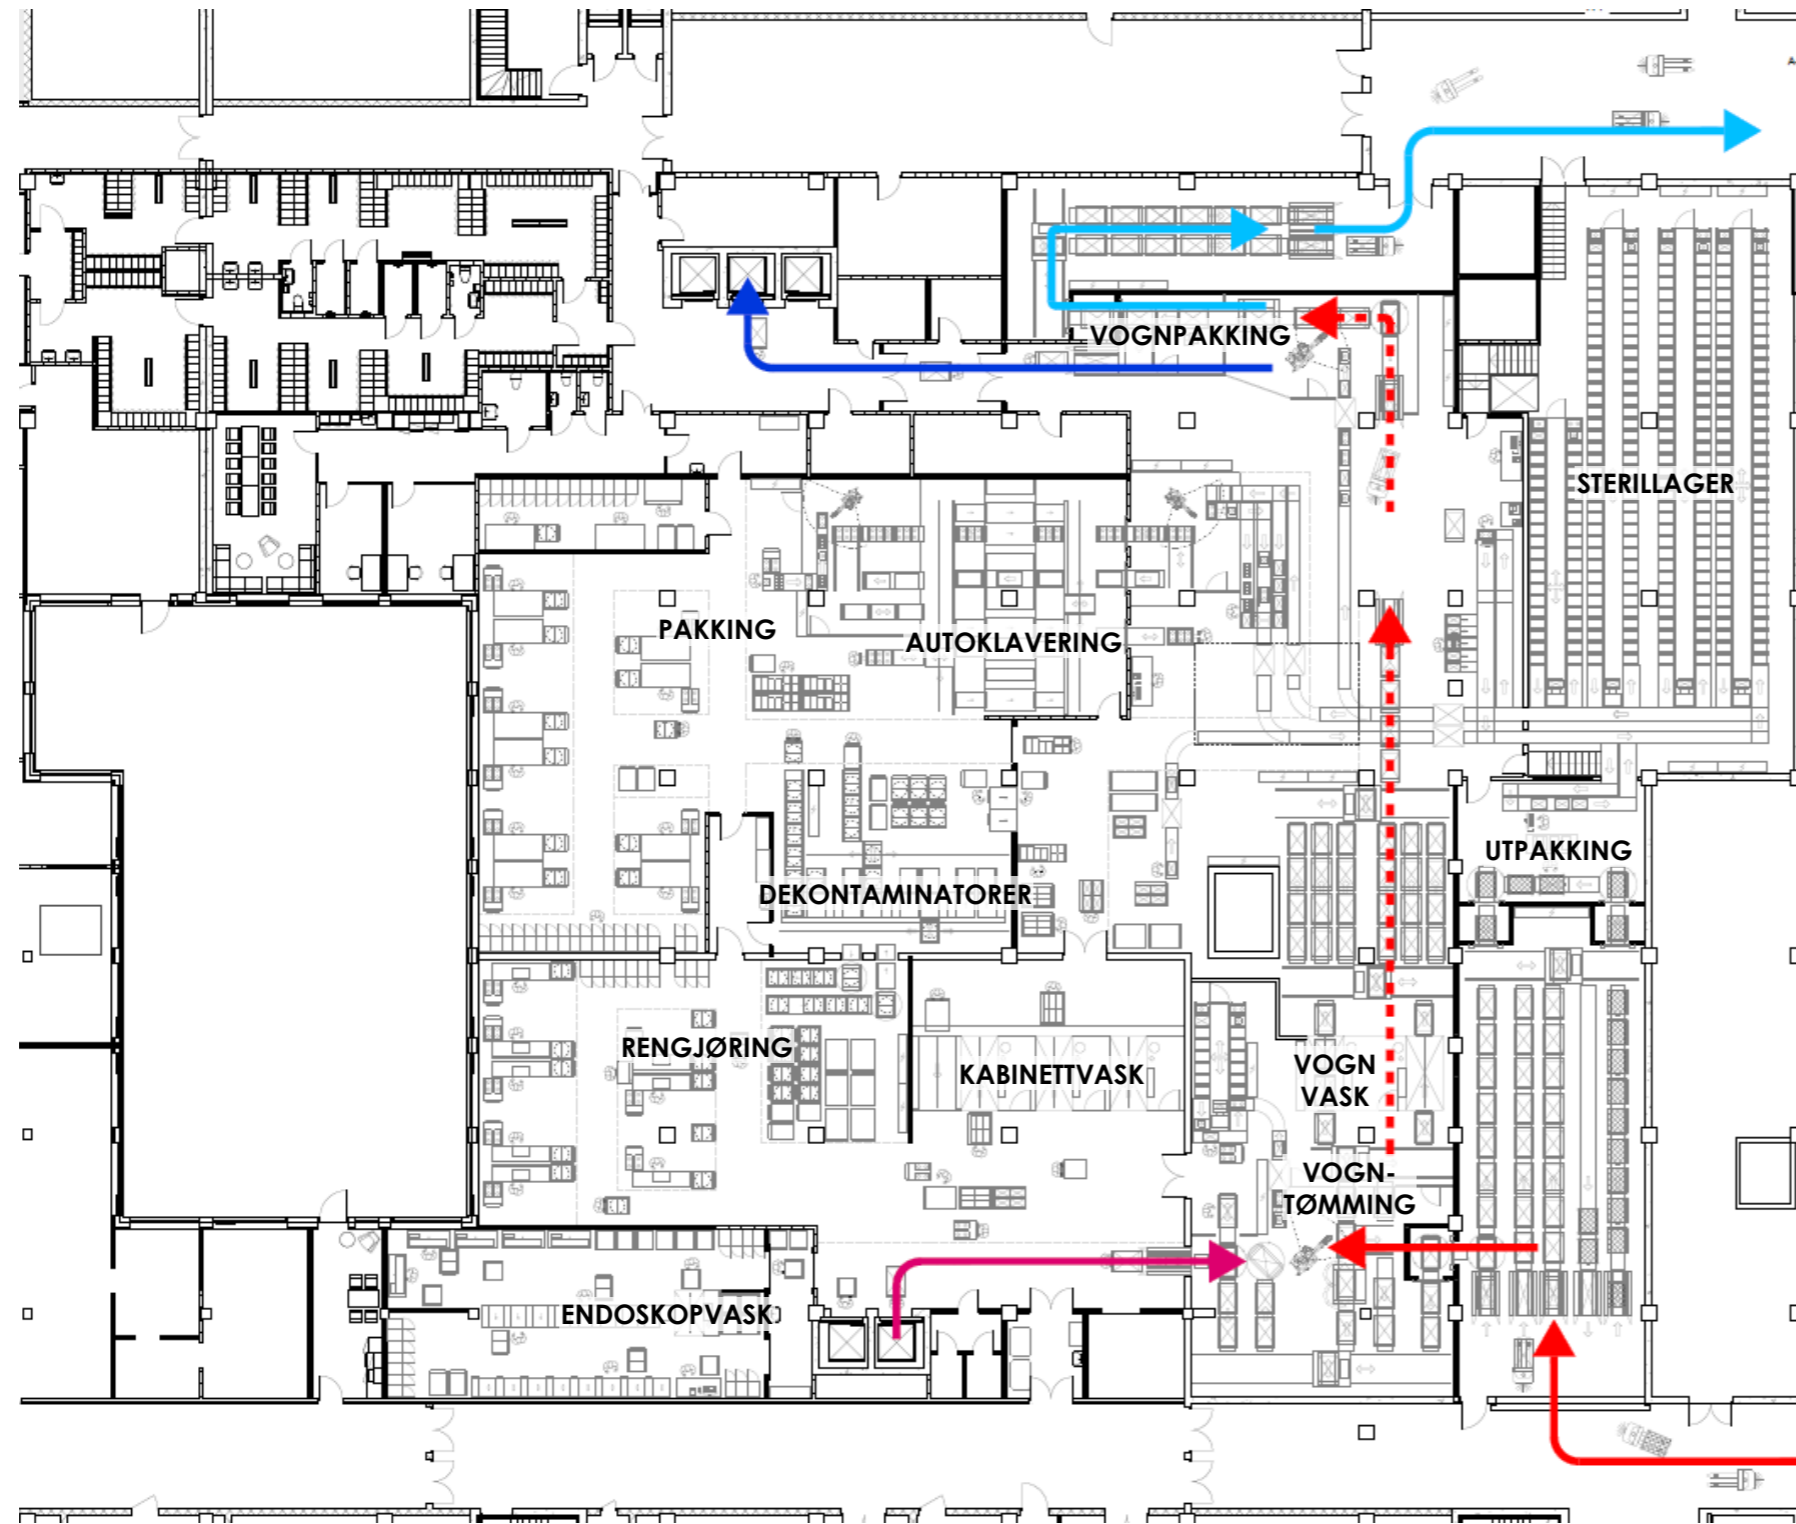 VOGNPAKKING
STERILLAGER
PAKKING
AUTOKLAVERING
UTPAKKING
DEKONTAMINATORER
RENGJØRING
KABINETTVASK
VOGN
VASK
VOGN-
TØMMING
ENDOSKOPVASK